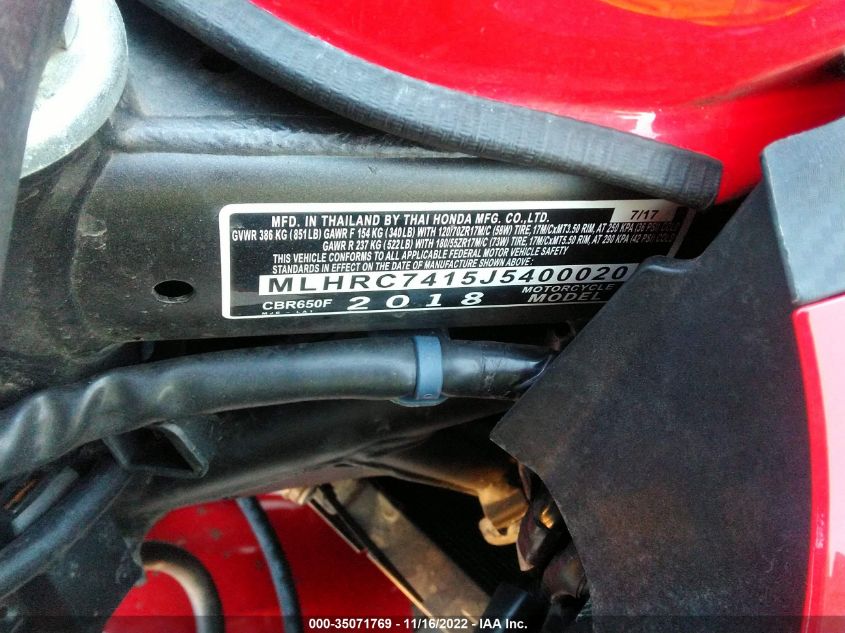 MFD. IN THAILAND BY THAI HONDA MFG. CO.,LTD. 7/17
GVWR 386 KG (851 LB) GAWR F 154 KG (340 LB) WITH 120/70ZR17M/C (58W) TIRE, 17M/CxMT3.50 RIM, AT 250 KPA (36 PSI) COLD
GAWR R 237 KG (522 LB) WITH 180/55ZR17M/C (73W) TIRE, 17M/CxMT5.50 RIM, AT 290 KPA (42 PSI) COLD
THIS VEHICLE CONFORMS TO ALL APPLICABLE FEDERAL MOTOR VEHICLE SAFETY
STANDARDS IN EFFECT ON THE DATE OF MANUFACTURE SHOWN ABOVE.
MLHRC7415J5400020
CBR650F 2018 MOTORCYCLE
MODEL
000-35071769 - 11/16/2022 - IAA Inc.